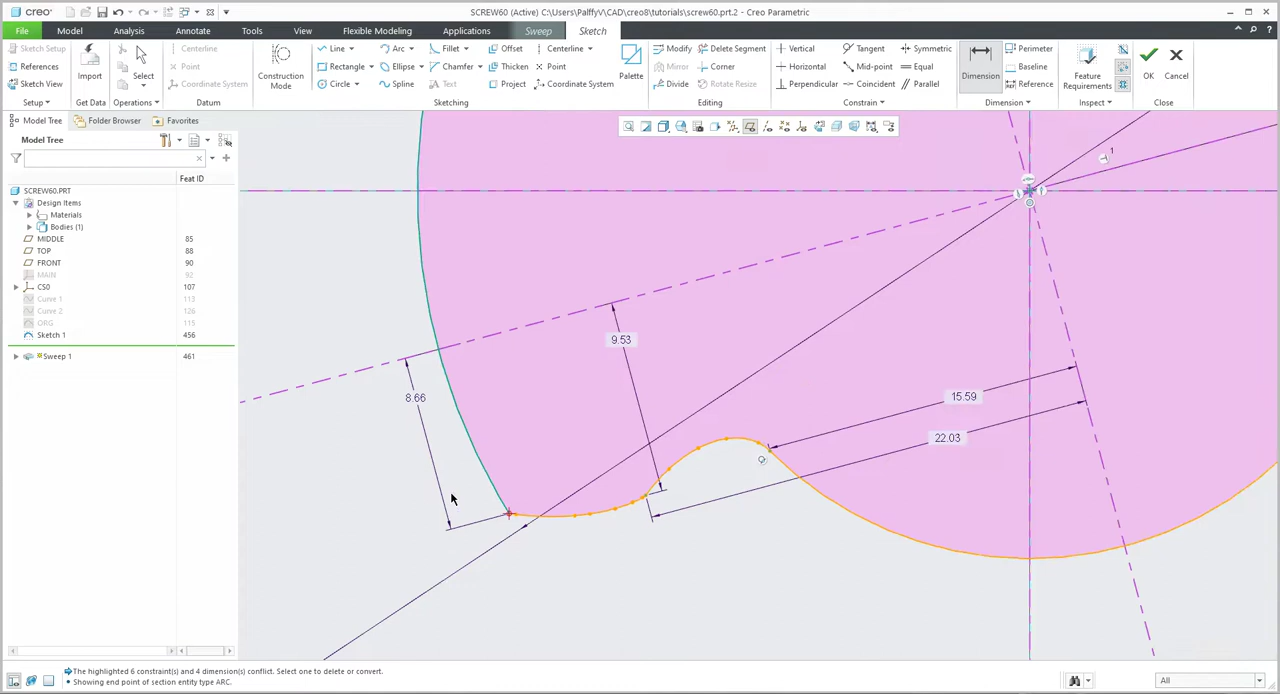 creo SCREW60 (Active) C:\Users\PalffyV\CAD\creo8\tutorials\screw60.prt.2 - Creo Parametric
File Model Analysis Annotate Tools View Flexible Modeling Applications Sweep Sketch
Sketch Setup
References
Sketch View
Setup
Import
Get Data
Select
Operations
Centerline
Point
Coordinate System
Datum
Construction Mode
Line Arc Fillet Offset Centerline
Rectangle Ellipse Chamfer Thicken Point
Circle Spline Text Project Coordinate System
Palette
Sketching
Modify Delete Segment
Mirror Corner
Divide Rotate Resize
Editing
Vertical Tangent Symmetric
Horizontal Mid-point Equal
Perpendicular Coincident Parallel
Constrain
Dimension
Perimeter
Baseline
Reference
Dimension
Feature Requirements
Inspect
OK Cancel
Close
Model Tree Folder Browser Favorites
Model Tree
Feat ID
SCREW60.PRT
Design Items
Materials
Bodies (1)
MIDDLE 85
TOP 88
FRONT 90
MAIN 92
CS0 107
Curve 1 113
Curve 2 126
ORG 115
Sketch 1 456
Sweep 1 461
1
9.53
8.66
15.59
22.03
The highlighted 6 constraint(s) and 4 dimension(s) conflict. Select one to delete or convert.
• Showing end point of section entity type ARC.
All